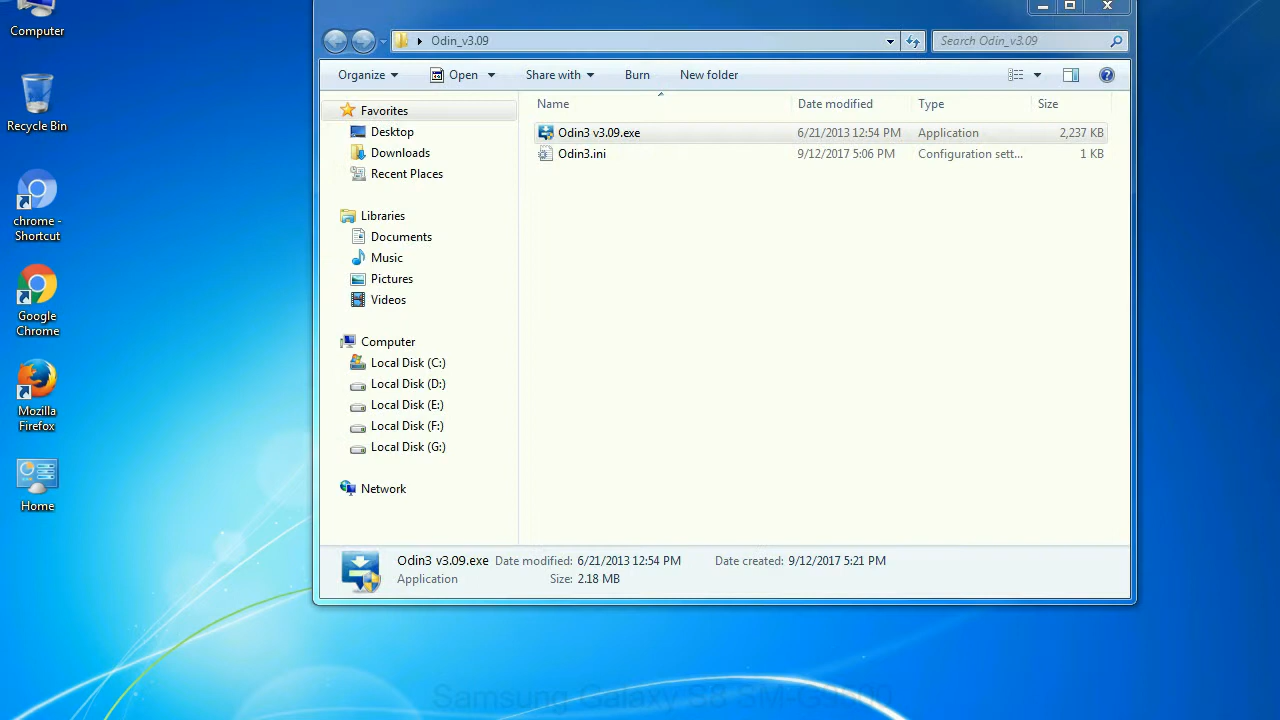 Computer
Recycle Bin
chrome -
Shortcut
Google
Chrome
Mozilla
Firefox
Home
Odin_v3.09
Search Odin_v3.09
Organize Open Share with Burn New folder
Favorites
Desktop
Downloads
Recent Places
Libraries
Documents
Music
Pictures
Videos
Computer
Local Disk (C:)
Local Disk (D:)
Local Disk (E:)
Local Disk (F:)
Local Disk (G:)
Network
Name Date modified Type Size
Odin3 v3.09.exe 6/21/2013 12:54 PM Application 2,237 KB
Odin3.ini 9/12/2017 5:06 PM Configuration sett... 1 KB
Odin3 v3.09.exe Date modified: 6/21/2013 12:54 PM Date created: 9/12/2017 5:21 PM
Application Size: 2.18 MB
Samsung Galaxy S8